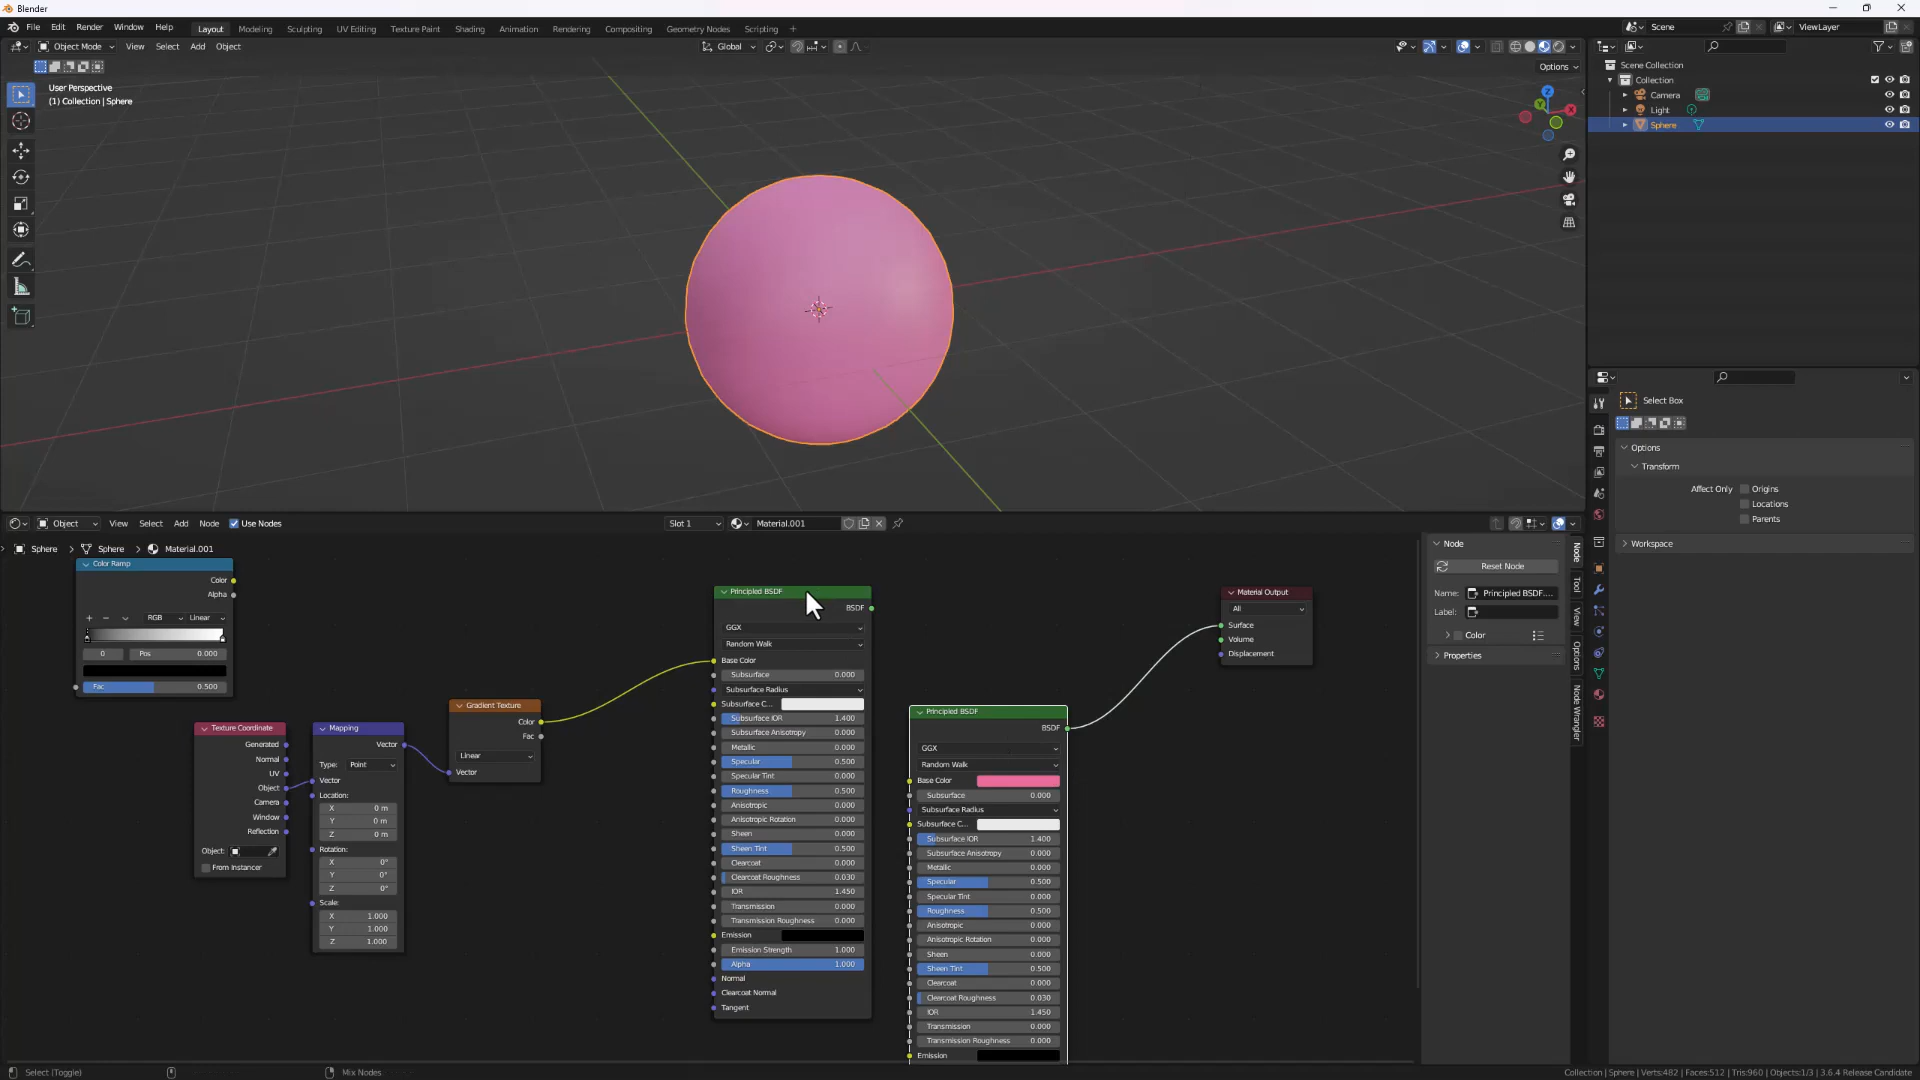 Blender
File Edit Render Window Help
Layout Modeling Sculpting UV Editing Texture Paint Shading Animation Rendering Compositing Geometry Nodes Scripting +
Scene
ViewLayer
Object Mode View Select Add Object
Global
Options
User Perspective
(1) Collection | Sphere
Z
Y
X
Scene Collection
Collection
Camera
Light
Sphere
Select Box
Options
Transform
Affect Only Origins
Locations
Parents
Workspace
Object View Select Add Node Use Nodes
Slot 1
Material.001
Sphere > Sphere > Material.001
Color Ramp
Color
Alpha
+ − RGB Linear
0 Pos 0.000
Fac 0.500
Texture Coordinate
Generated
Normal
UV
Object
Camera
Window
Reflection
Object:
From Instancer
Mapping
Vector
Type: Point
Vector
Location:
X 0 m
Y 0 m
Z 0 m
Rotation:
X 0°
Y 0°
Z 0°
Scale:
X 1.000
Y 1.000
Z 1.000
Gradient Texture
Color
Fac
Linear
Vector
Principled BSDF
BSDF
GGX
Random Walk
Base Color
Subsurface 0.000
Subsurface Radius
Subsurface C...
Subsurface IOR 1.400
Subsurface Anisotropy 0.000
Metallic 0.000
Specular 0.500
Specular Tint 0.000
Roughness 0.500
Anisotropic 0.000
Anisotropic Rotation 0.000
Sheen 0.000
Sheen Tint 0.500
Clearcoat 0.000
Clearcoat Roughness 0.030
IOR 1.450
Transmission 0.000
Transmission Roughness 0.000
Emission
Emission Strength 1.000
Alpha 1.000
Normal
Clearcoat Normal
Tangent
Principled BSDF
BSDF
GGX
Random Walk
Base Color
Subsurface 0.000
Subsurface Radius
Subsurface C...
Subsurface IOR 1.400
Subsurface Anisotropy 0.000
Metallic 0.000
Specular 0.500
Specular Tint 0.000
Roughness 0.500
Anisotropic 0.000
Anisotropic Rotation 0.000
Sheen 0.000
Sheen Tint 0.500
Clearcoat 0.000
Clearcoat Roughness 0.030
IOR 1.450
Transmission 0.000
Transmission Roughness 0.000
Emission
Material Output
All
Surface
Volume
Displacement
Node
Reset Node
Name: Principled BSDF....
Label:
Color
Properties
Node
Tool
View
Options
Node Wrangler
Select (Toggle)
Mix Nodes
Collection | Sphere | Verts:482 | Faces:512 | Tris:960 | Objects:1/3 | 3.6.4 Release Candidate